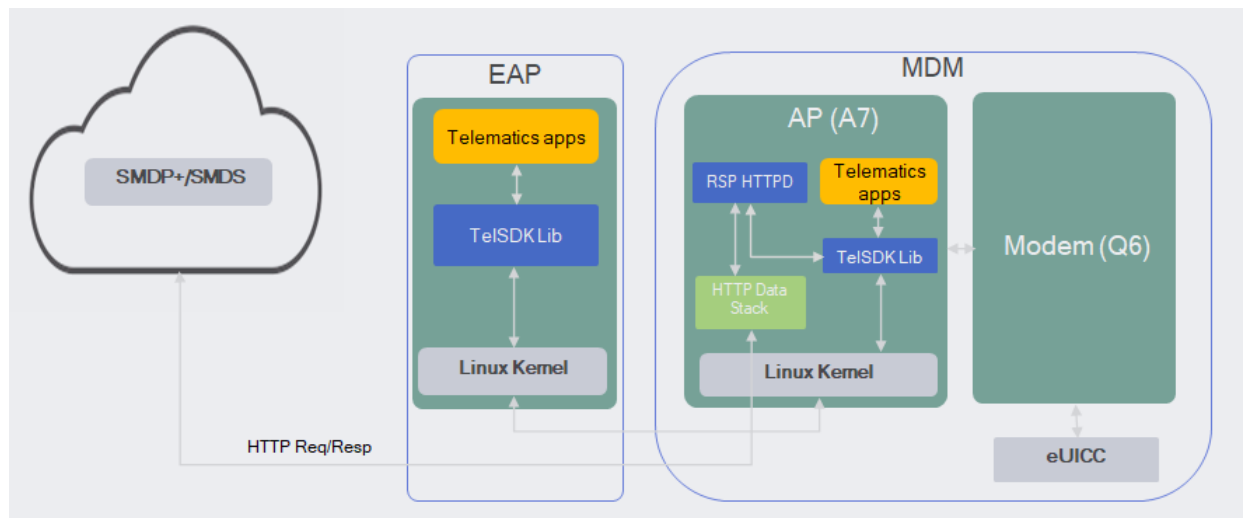 SMDP+/SMDS
HTTP Req/Resp
EAP
Telematics apps
TelSDK Lib
Linux Kernel
MDM
AP (A7)
RSP HTTPD
Telematics
apps
TelSDK Lib
HTTP Data
Stack
Linux Kernel
Modem (Q6)
eUICC